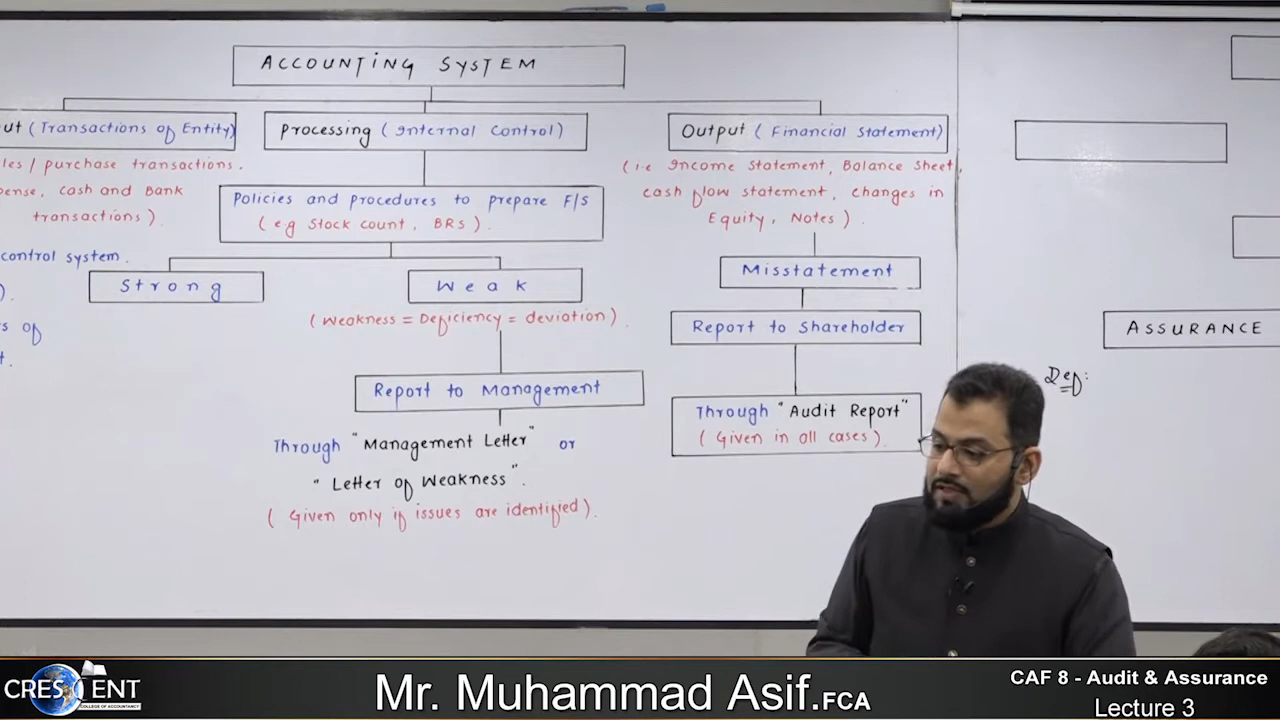 ACCOUNTING SYSTEM
ut (Transactions of Entity)
les / purchase transactions.
pense, cash and Bank
transactions).
control system.
).
s of
t.
Processing (Internal Control)
Policies and procedures to prepare F/S
(e.g Stock count, BRS).
Strong
Weak
(Weakness = Deficiency = deviation).
Report to Management
Through "Management Letter" or
"Letter of Weakness".
(Given only if issues are identified).
Output (Financial Statement)
(i.e Income Statement, Balance Sheet,
cash flow statement, changes in
Equity, Notes).
Misstatement
Report to Shareholder
Through "Audit Report"
(Given in all cases).
ASSURANCE
Def:
CRESCENT
COLLEGE OF ACCOUNTANCY
Mr. Muhammad Asif.FCA
CAF 8 - Audit & Assurance
Lecture 3